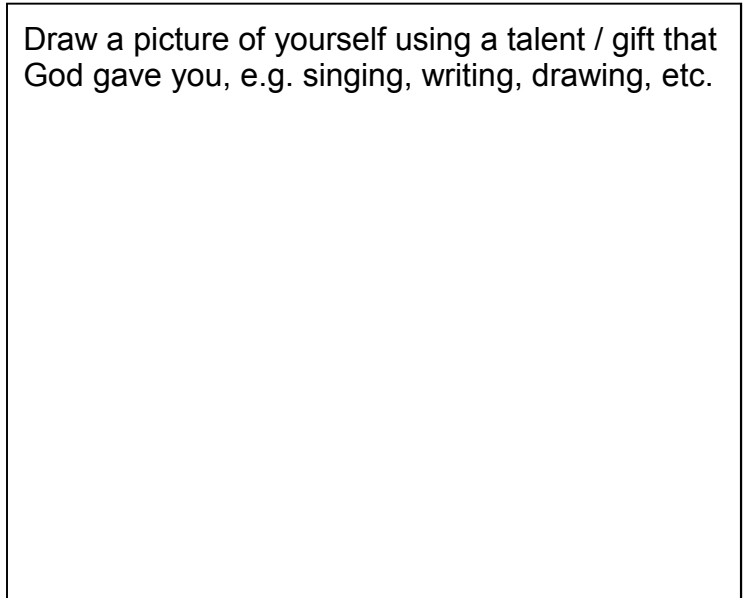 Draw a picture of yourself using a talent / gift that
God gave you, e.g. singing, writing, drawing, etc.